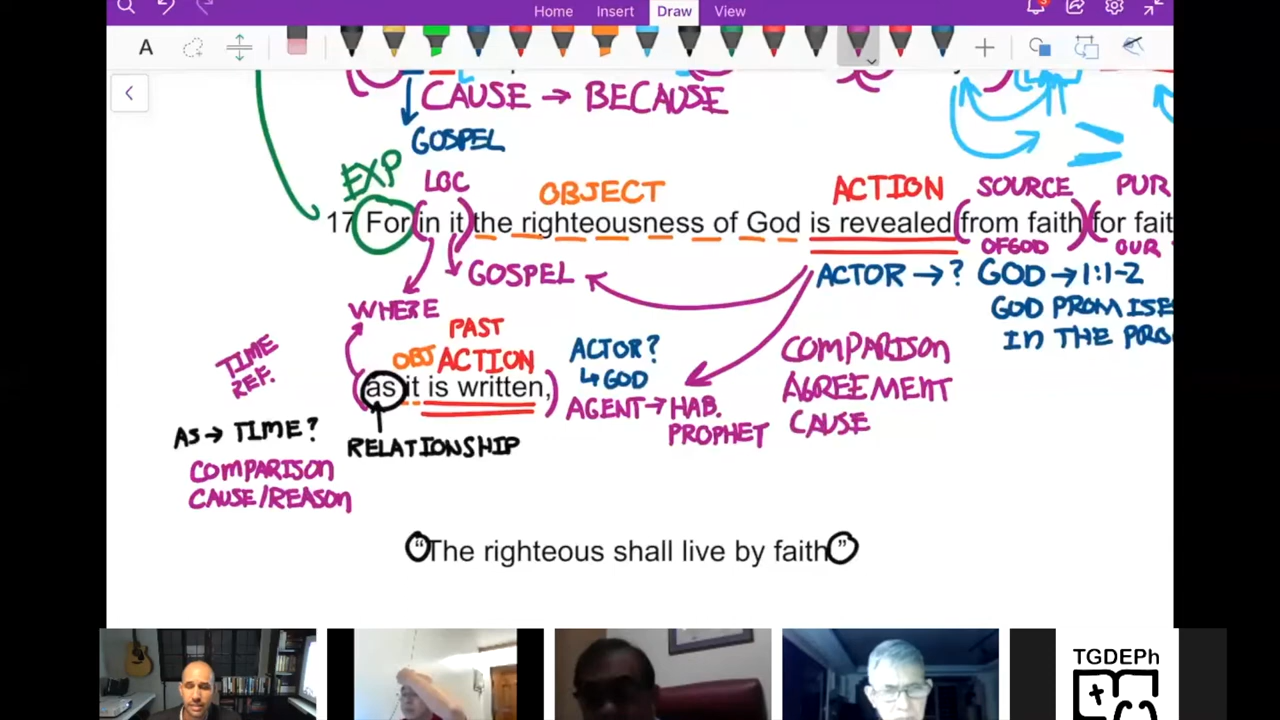 Home Insert Draw View
A
CAUSE → BECAUSE
GOSPEL
EXP LOC OBJECT ACTION SOURCE PUR
17 For (in it) the righteousness of God is revealed (from faith) (for fait
OF GOD OUR
GOSPEL ACTOR → ? GOD → 1:1-2
WHERE GOD PROMISE
IN THE PRO
PAST
TIME REF. OBJ ACTION ACTOR? COMPARISON
↳ GOD AGREEMENT
(as it is written,) AGENT → HAB. CAUSE
PROPHET
AS → TIME? RELATIONSHIP
COMPARISON
CAUSE/REASON
“The righteous shall live by faith”
TGDEPh